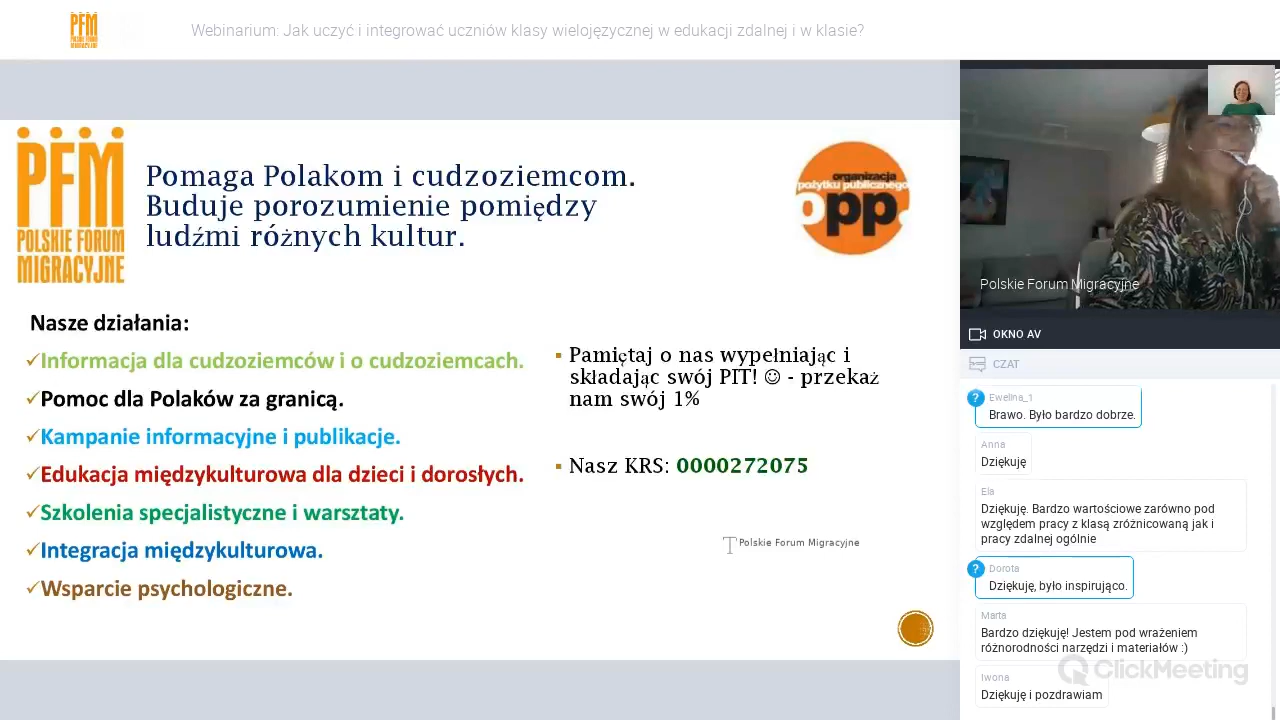 PFM
POLSKIE FORUM
MIGRACYJNE
Webinarium: Jak uczyć i integrować uczniów klasy wielojęzycznej w edukacji zdalnej i w klasie?
PFM
POLSKIE FORUM
MIGRACYJNE
Pomaga Polakom i cudzoziemcom.
Buduje porozumienie pomiędzy
ludźmi różnych kultur.
organizacja
pożytku publicznego
opp
Nasze działania:
✓Informacja dla cudzoziemców i o cudzoziemcach.
✓Pomoc dla Polaków za granicą.
✓Kampanie informacyjne i publikacje.
✓Edukacja międzykulturowa dla dzieci i dorosłych.
✓Szkolenia specjalistyczne i warsztaty.
✓Integracja międzykulturowa.
✓Wsparcie psychologiczne.
▪ Pamiętaj o nas wypełniając i
składając swój PIT! ☺ - przekaż
nam swój 1%
▪ Nasz KRS: 0000272075
Polskie Forum Migracyjne
Polskie Forum Migracyjne
OKNO AV
CZAT
Ewelina_1
Brawo. Było bardzo dobrze.
Anna
Dziękuję
Ela
Dziękuję. Bardzo wartościowe zarówno pod
względem pracy z klasą zróżnicowaną jak i
pracy zdalnej ogólnie
Dorota
Dziękuję, było inspirująco.
Marta
Bardzo dziękuję! Jestem pod wrażeniem
różnorodności narzędzi i materiałów :)
ClickMeeting
Iwona
Dziękuję i pozdrawiam